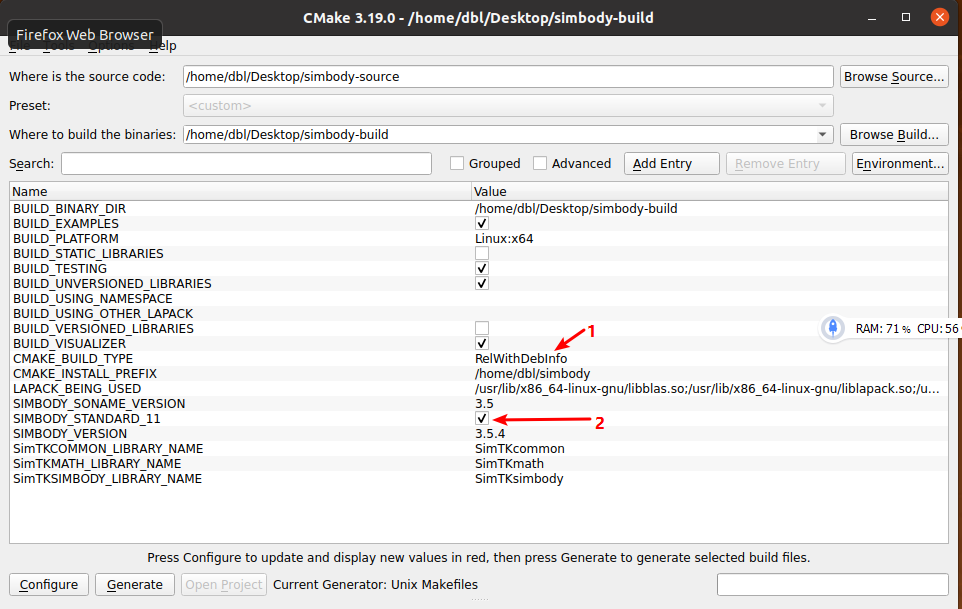 CMake 3.19.0 - /home/dbl/Desktop/simbody-build
Firefox Web Browser
File Tools Options Help
Where is the source code: /home/dbl/Desktop/simbody-source Browse Source...
Preset: <custom>
Where to build the binaries: /home/dbl/Desktop/simbody-build Browse Build...
Search: Grouped Advanced Add Entry Remove Entry Environment...
Name Value
BUILD_BINARY_DIR /home/dbl/Desktop/simbody-build
BUILD_EXAMPLES
BUILD_PLATFORM Linux:x64
BUILD_STATIC_LIBRARIES
BUILD_TESTING
BUILD_UNVERSIONED_LIBRARIES
BUILD_USING_NAMESPACE
BUILD_USING_OTHER_LAPACK
BUILD_VERSIONED_LIBRARIES
RAM: 71% CPU: 56
BUILD_VISUALIZER
1
CMAKE_BUILD_TYPE RelWithDebInfo
CMAKE_INSTALL_PREFIX /home/dbl/simbody
LAPACK_BEING_USED /usr/lib/x86_64-linux-gnu/libblas.so;/usr/lib/x86_64-linux-gnu/liblapack.so;/u...
SIMBODY_SONAME_VERSION 3.5
SIMBODY_STANDARD_11 2
SIMBODY_VERSION 3.5.4
SimTKCOMMON_LIBRARY_NAME SimTKcommon
SimTKMATH_LIBRARY_NAME SimTKmath
SimTKSIMBODY_LIBRARY_NAME SimTKsimbody
Press Configure to update and display new values in red, then press Generate to generate selected build files.
Configure Generate Open Project Current Generator: Unix Makefiles